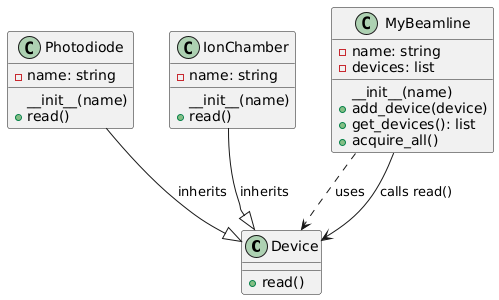 C Photodiode
name: string
__init__(name)
read()
C IonChamber
name: string
__init__(name)
read()
C MyBeamline
name: string
devices: list
__init__(name)
add_device(device)
get_devices(): list
acquire_all()
inherits
inherits
uses
calls read()
C Device
read()